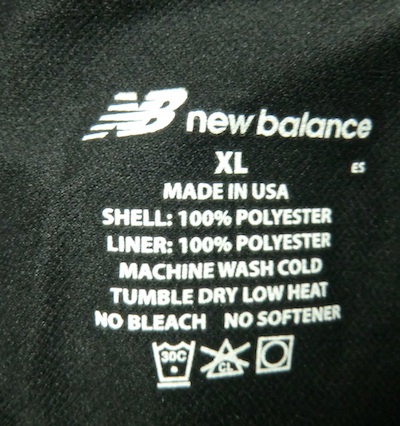 NB new balance
XL
ES
MADE IN USA
SHELL: 100% POLYESTER
LINER: 100% POLYESTER
MACHINE WASH COLD
TUMBLE DRY LOW HEAT
NO BLEACH NO SOFTENER
30C CL